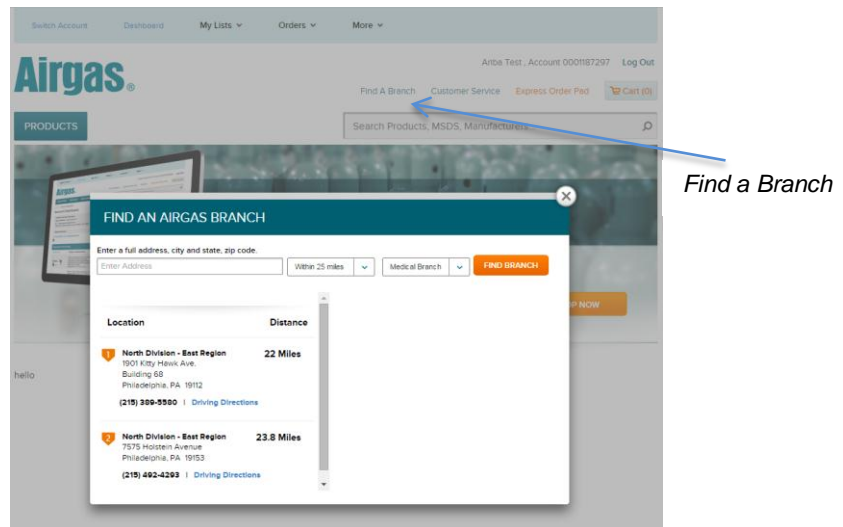 Switch Account Dashboard My Lists Orders More
Airgas®
Ariba Test , Account 0001187297 Log Out
Find A Branch Customer Service Express Order Pad Cart (0)
PRODUCTS
Search Products, MSDS, Manufacturers
Find a Branch
Airgas
FIND AN AIRGAS BRANCH
Enter a full address, city and state, zip code.
Enter Address Within 25 miles Medical Branch FIND BRANCH
P NOW
Location Distance
1 North Division - East Region 22 Miles
1901 Kitty Hawk Ave.
Building 68
Philadelphia, PA 19112
(215) 389-5580 | Driving Directions
hello
2 North Division - East Region 23.8 Miles
7575 Holstein Avenue
Philadelphia, PA 19153
(215) 492-4293 | Driving Directions